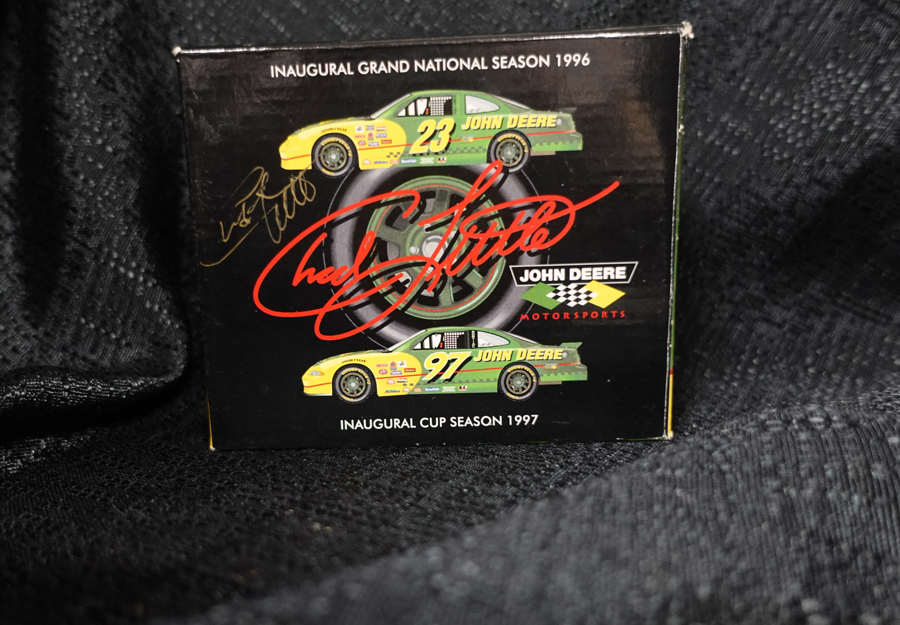 INAUGURAL GRAND NATIONAL SEASON 1996
23 JOHN DEERE
Chad Little
JOHN DEERE
MOTORSPORTS
97 JOHN DEERE
INAUGURAL CUP SEASON 1997